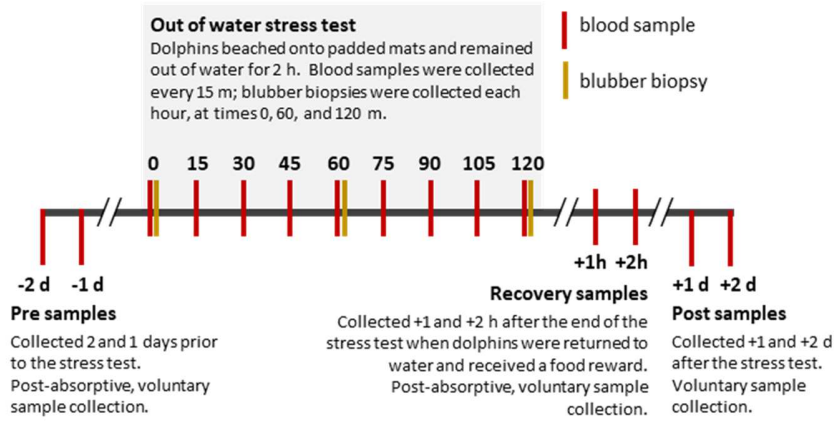 Out of water stress test
Dolphins beached onto padded mats and remained
out of water for 2 h. Blood samples were collected
every 15 m; blubber biopsies were collected each
hour, at times 0, 60, and 120 m.
blood sample
blubber biopsy
0 15 30 45 60 75 90 105 120
-2 d -1 d
Pre samples
Collected 2 and 1 days prior
to the stress test.
Post-absorptive, voluntary
sample collection.
+1h +2h
Recovery samples
Collected +1 and +2 h after the end of the
stress test when dolphins were returned to
water and received a food reward.
Post-absorptive, voluntary sample
collection.
+1 d +2 d
Post samples
Collected +1 and +2 d
after the stress test.
Voluntary sample
collection.